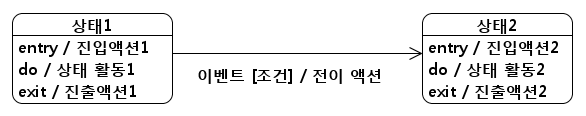 상태1
entry / 진입액션1
do / 상태 활동1
exit / 진출액션1
이벤트 [조건] / 전이 액션
상태2
entry / 진입액션2
do / 상태 활동2
exit / 진출액션2